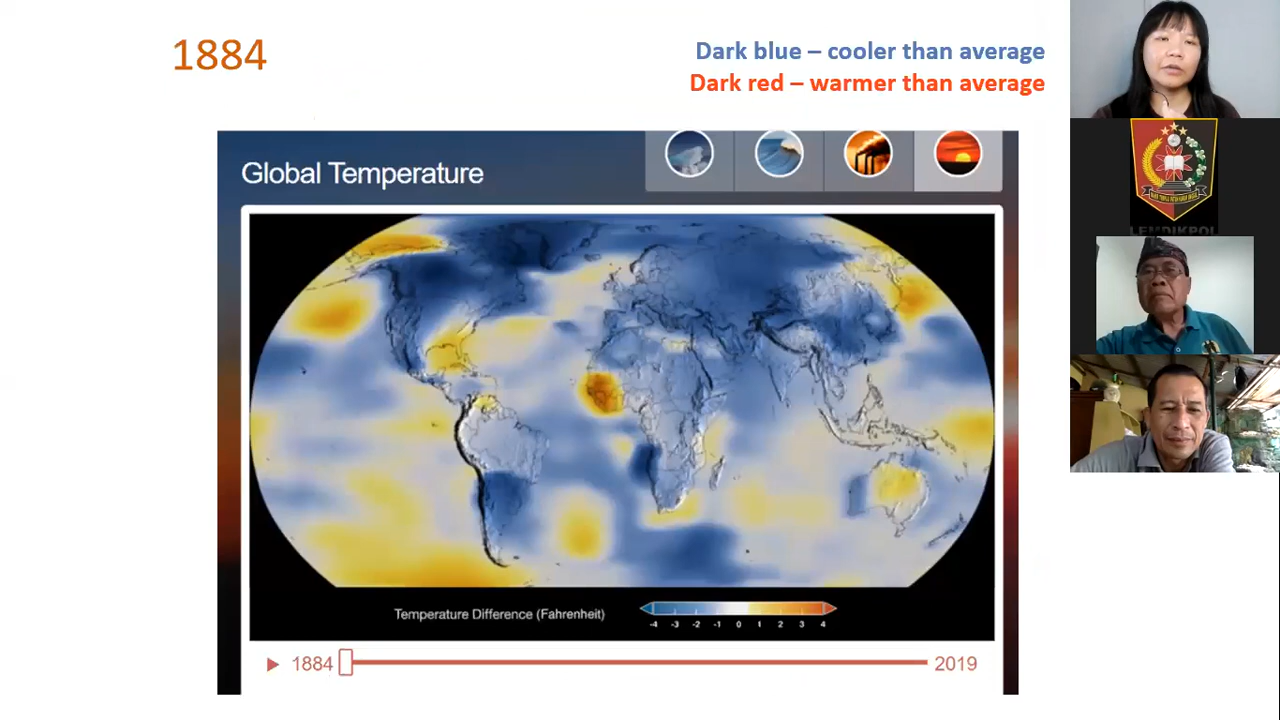 1884
Dark blue – cooler than average
Dark red – warmer than average
Global Temperature
Temperature Difference (Fahrenheit)
-4 -3 -2 -1 0 1 2 3 4
1884
2019
LEMDIKPOL